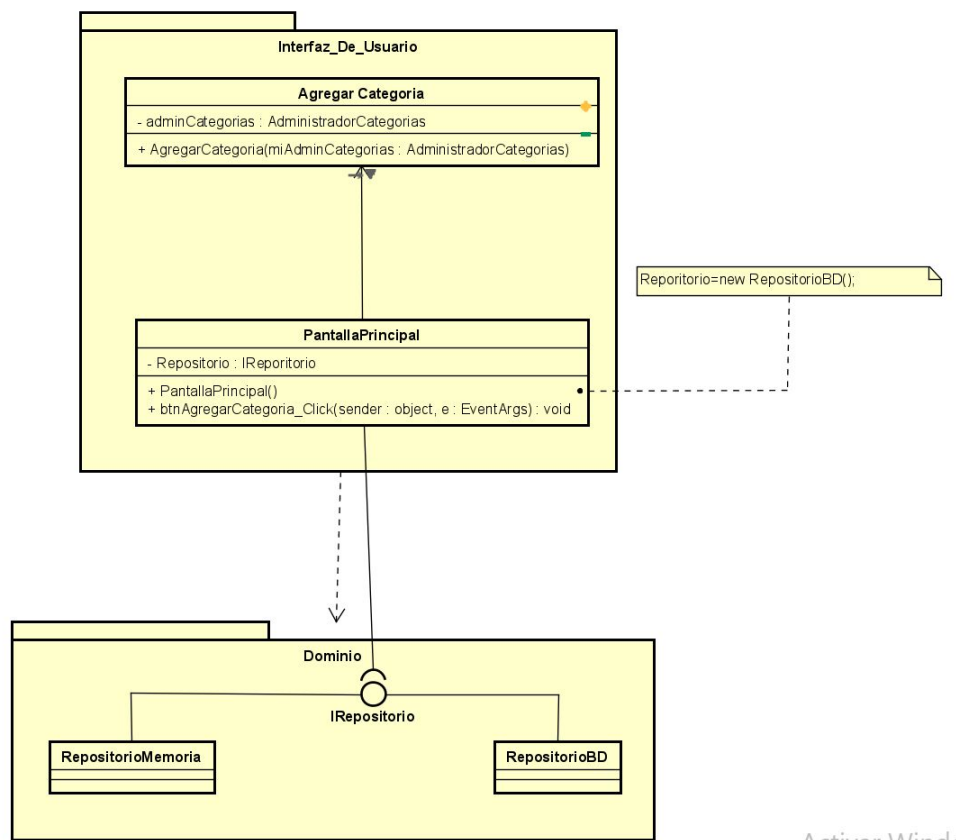 Interfaz_De_Usuario
Agregar Categoria
- adminCategorias : AdministradorCategorias
+ AgregarCategoria(miAdminCategorias : AdministradorCategorias)
Reporitorio=new RepositorioBD();
PantallaPrincipal
- Repositorio : IReporitorio
+ PantallaPrincipal()
+ btnAgregarCategoria_Click(sender : object, e : EventArgs) : void
Dominio
IRepositorio
RepositorioMemoria
RepositorioBD